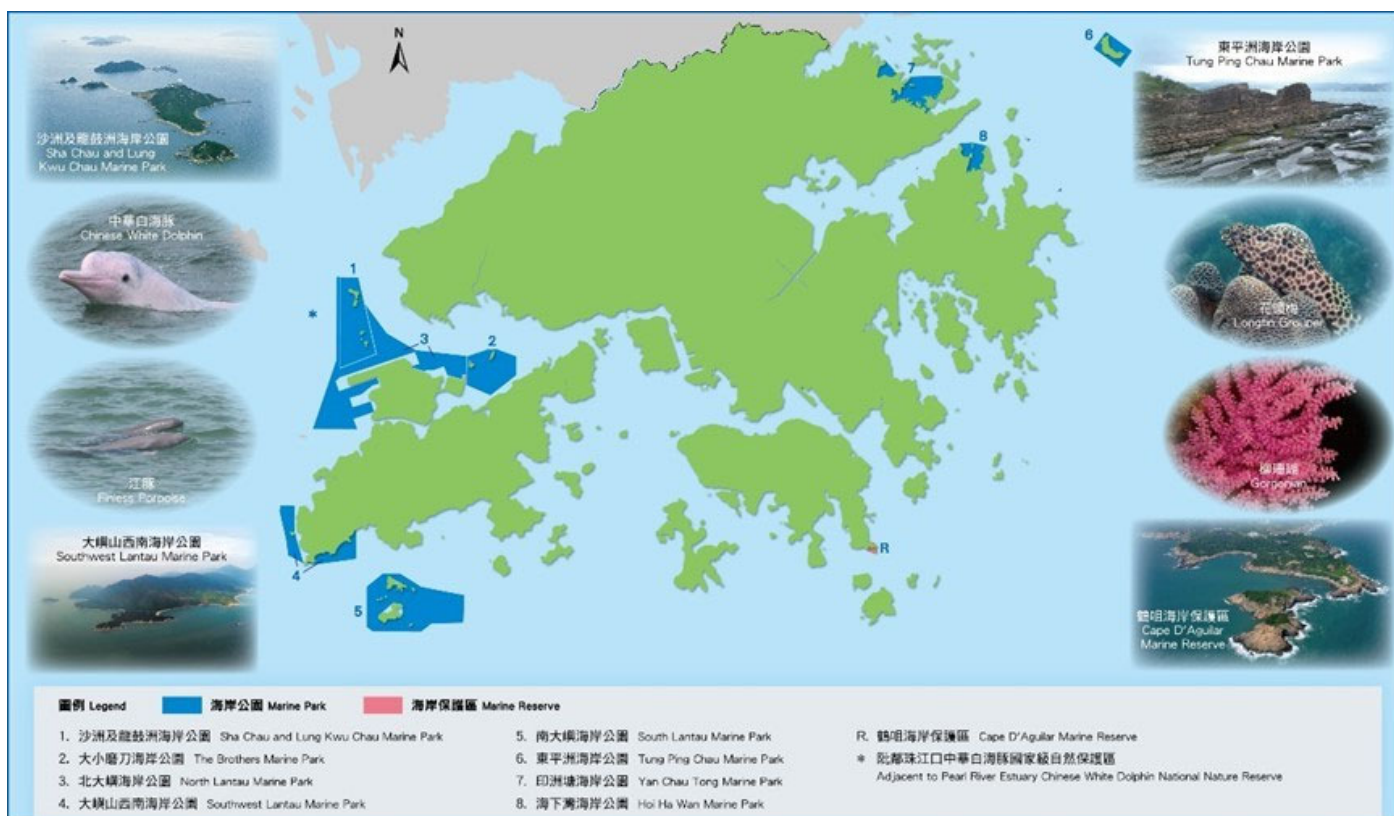 沙洲及龍鼓洲海岸公園
Sha Chau and Lung
Kwu Chau Marine Park
中華白海豚
Chinese White Dolphin
江豚
Finless Porpoise
大嶼山西南海岸公園
Southwest Lantau Marine Park
N
1
*
3
2
4
5
6
7
8
R
東平洲海岸公園
Tung Ping Chau Marine Park
Longfin Grouper
柳珊瑚
Gorgonian
鶴咀海岸保護區
Cape D'Aguilar
Marine Reserve
圖例 Legend 海岸公園 Marine Park 海岸保護區 Marine Reserve
1. 沙洲及龍鼓洲海岸公園 Sha Chau and Lung Kwu Chau Marine Park
2. 大小磨刀海岸公園 The Brothers Marine Park
3. 北大嶼海岸公園 North Lantau Marine Park
4. 大嶼山西南海岸公園 Southwest Lantau Marine Park
5. 南大嶼海岸公園 South Lantau Marine Park
6. 東平洲海岸公園 Tung Ping Chau Marine Park
7. 印洲塘海岸公園 Yan Chau Tong Marine Park
8. 海下灣海岸公園 Hoi Ha Wan Marine Park
R. 鶴咀海岸保護區 Cape D'Aguilar Marine Reserve
* 毗鄰珠江口中華白海豚國家級自然保護區
Adjacent to Pearl River Estuary Chinese White Dolphin National Nature Reserve